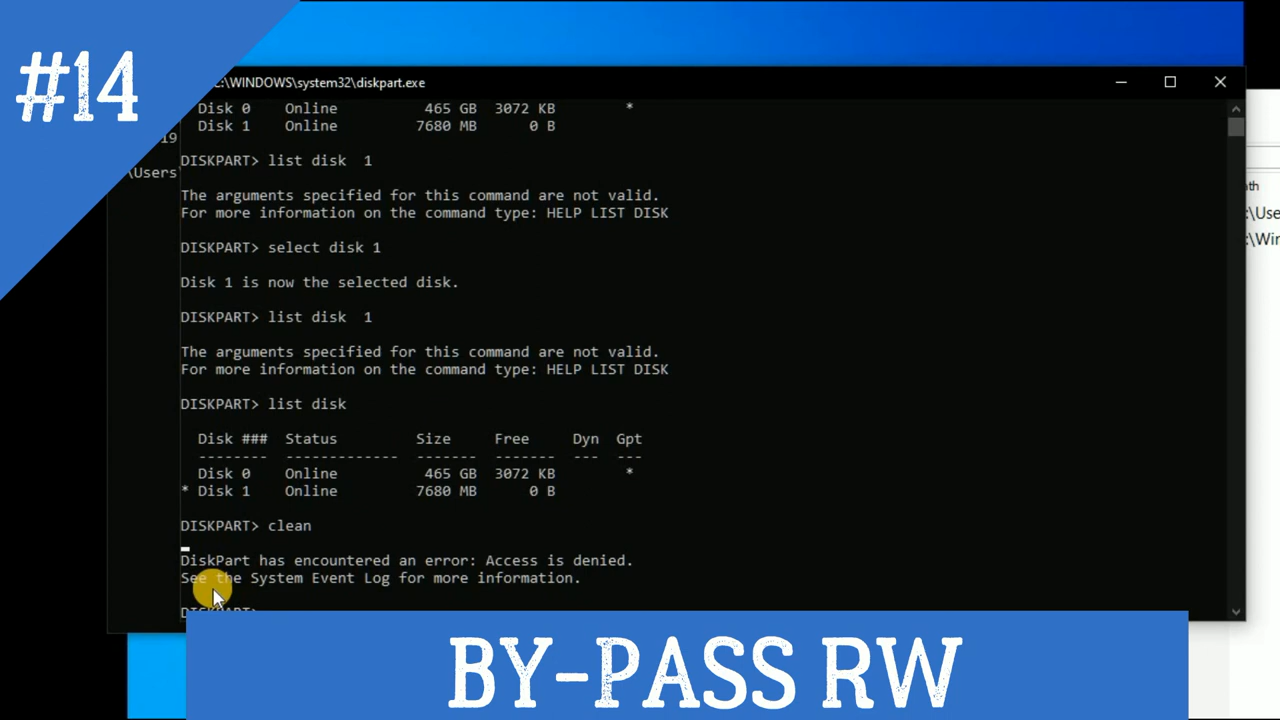 #14
C:\WINDOWS\system32\diskpart.exe
Disk 0 Online 465 GB 3072 KB *
Disk 1 Online 7680 MB 0 B
19
DISKPART> list disk  1
\Users
The arguments specified for this command are not valid.
For more information on the command type: HELP LIST DISK
DISKPART> select disk 1
Disk 1 is now the selected disk.
DISKPART> list disk  1
The arguments specified for this command are not valid.
For more information on the command type: HELP LIST DISK
DISKPART> list disk
Disk ### Status Size Free Dyn Gpt
-------- ------------- ------- ------- --- ---
Disk 0 Online 465 GB 3072 KB *
* Disk 1 Online 7680 MB 0 B
DISKPART> clean
DiskPart has encountered an error: Access is denied.
See the System Event Log for more information.
DISKPART>
:\Use
:\Win
BY-PASS RW